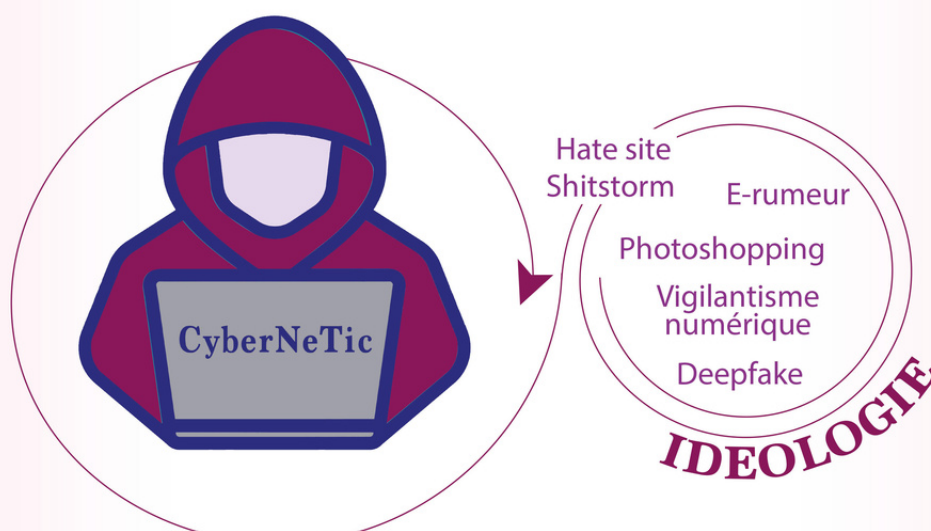 CyberNeTic
Hate site
Shitstorm
E-rumeur
Photoshopping
Vigilantisme
numérique
Deepfake
IDEOLOGIE